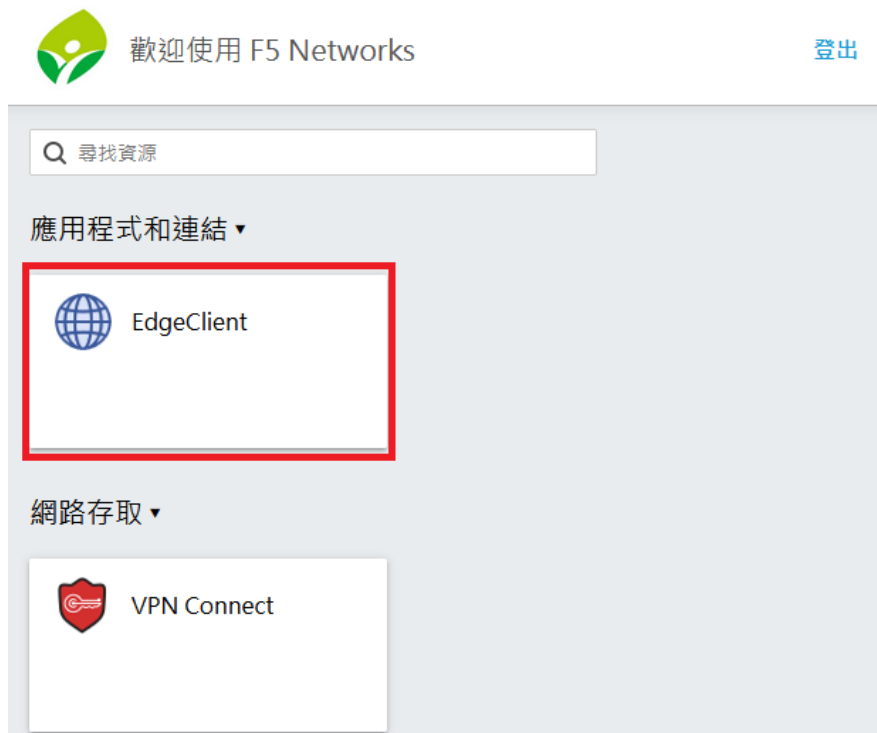 歡迎使用 F5 Networks
登出
尋找資源
應用程式和連結
EdgeClient
網路存取
VPN Connect